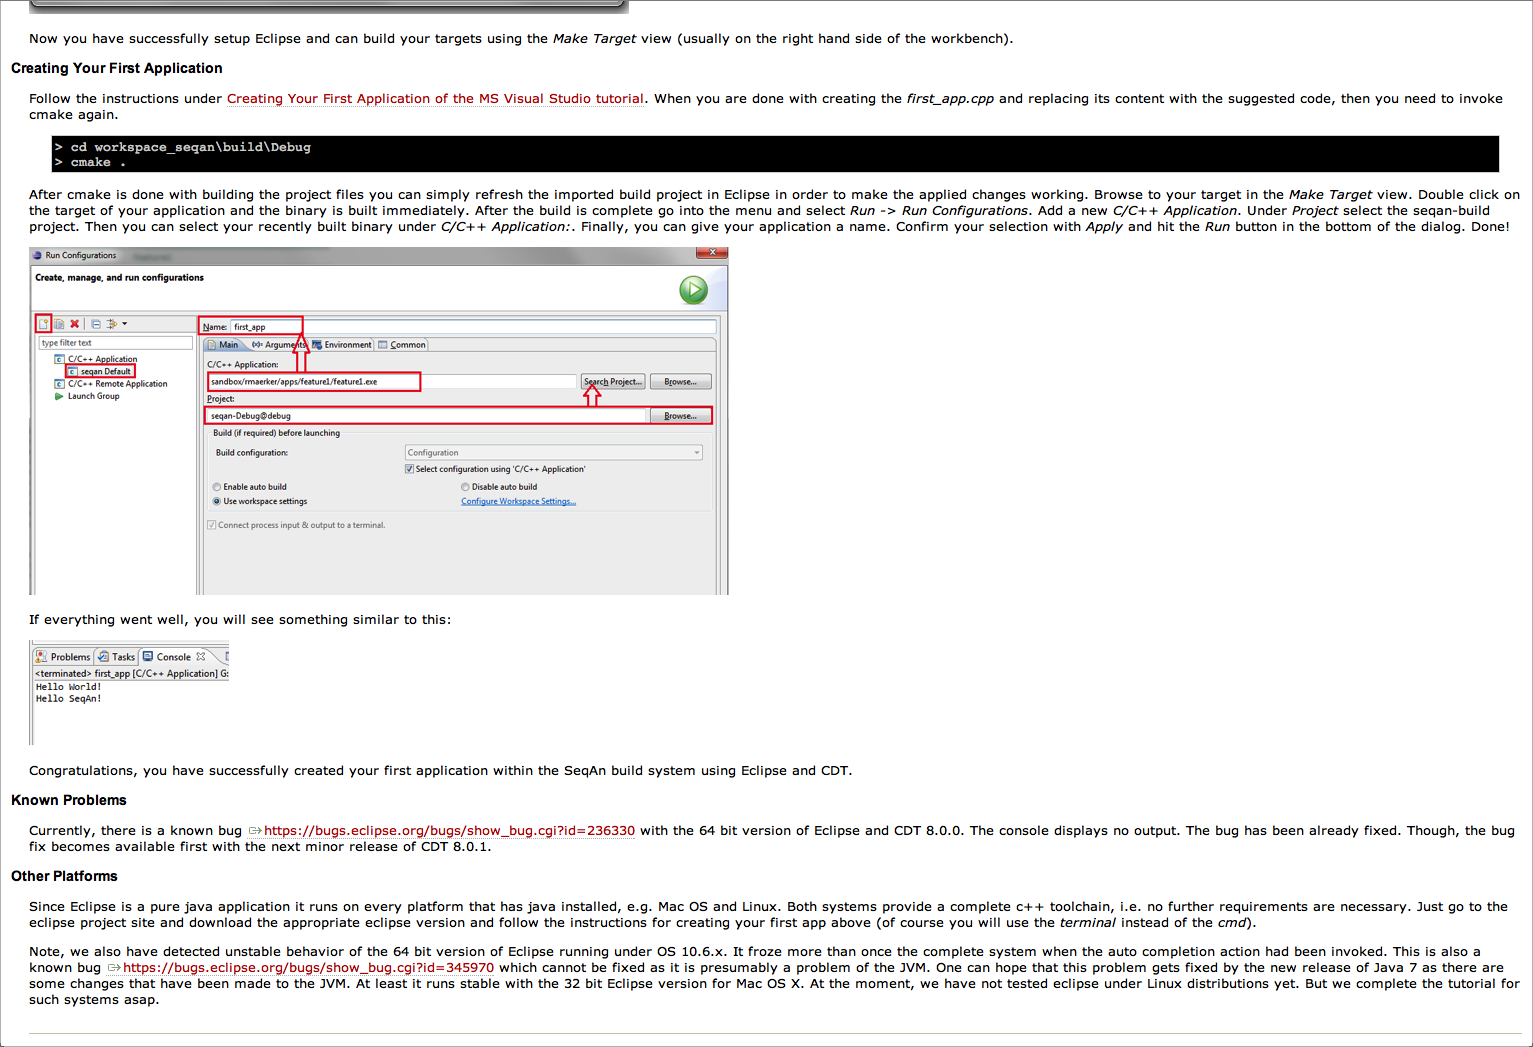 Now you have successfully setup Eclipse and can build your targets using the Make Target view (usually on the right hand side of the workbench).
Creating Your First Application
Follow the instructions under Creating Your First Application of the MS Visual Studio tutorial. When you are done with creating the first_app.cpp and replacing its content with the suggested code, then you need to invoke
cmake again.
> cd workspace_seqan\build\Debug
> cmake .
After cmake is done with building the project files you can simply refresh the imported build project in Eclipse in order to make the applied changes working. Browse to your target in the Make Target view. Double click on
the target of your application and the binary is built immediately. After the build is complete go into the menu and select Run -> Run Configurations. Add a new C/C++ Application. Under Project select the seqan-build
project. Then you can select your recently built binary under C/C++ Application:. Finally, you can give your application a name. Confirm your selection with Apply and hit the Run button in the bottom of the dialog. Done!
Run Configurations
Create, manage, and run configurations
Name: first_app
type filter text
Main (x)= Arguments Environment Common
C/C++ Application
seqan Default
C/C++ Remote Application
Launch Group
C/C++ Application:
sandbox/rmaerker/apps/feature1/feature1.exe Search Project... Browse...
Project:
seqan-Debug@debug Browse...
Build (if required) before launching
Build configuration: Configuration
Select configuration using 'C/C++ Application'
Enable auto build Disable auto build
Use workspace settings Configure Workspace Settings...
Connect process input & output to a terminal.
If everything went well, you will see something similar to this:
Problems Tasks Console
<terminated> first_app [C/C++ Application] G:
Hello World!
Hello SeqAn!
Congratulations, you have successfully created your first application within the SeqAn build system using Eclipse and CDT.
Known Problems
Currently, there is a known bug https://bugs.eclipse.org/bugs/show_bug.cgi?id=236330 with the 64 bit version of Eclipse and CDT 8.0.0. The console displays no output. The bug has been already fixed. Though, the bug
fix becomes available first with the next minor release of CDT 8.0.1.
Other Platforms
Since Eclipse is a pure java application it runs on every platform that has java installed, e.g. Mac OS and Linux. Both systems provide a complete c++ toolchain, i.e. no further requirements are necessary. Just go to the
eclipse project site and download the appropriate eclipse version and follow the instructions for creating your first app above (of course you will use the terminal instead of the cmd).
Note, we also have detected unstable behavior of the 64 bit version of Eclipse running under OS 10.6.x. It froze more than once the complete system when the auto completion action had been invoked. This is also a
known bug https://bugs.eclipse.org/bugs/show_bug.cgi?id=345970 which cannot be fixed as it is presumably a problem of the JVM. One can hope that this problem gets fixed by the new release of Java 7 as there are
some changes that have been made to the JVM. At least it runs stable with the 32 bit Eclipse version for Mac OS X. At the moment, we have not tested eclipse under Linux distributions yet. But we complete the tutorial for
such systems asap.